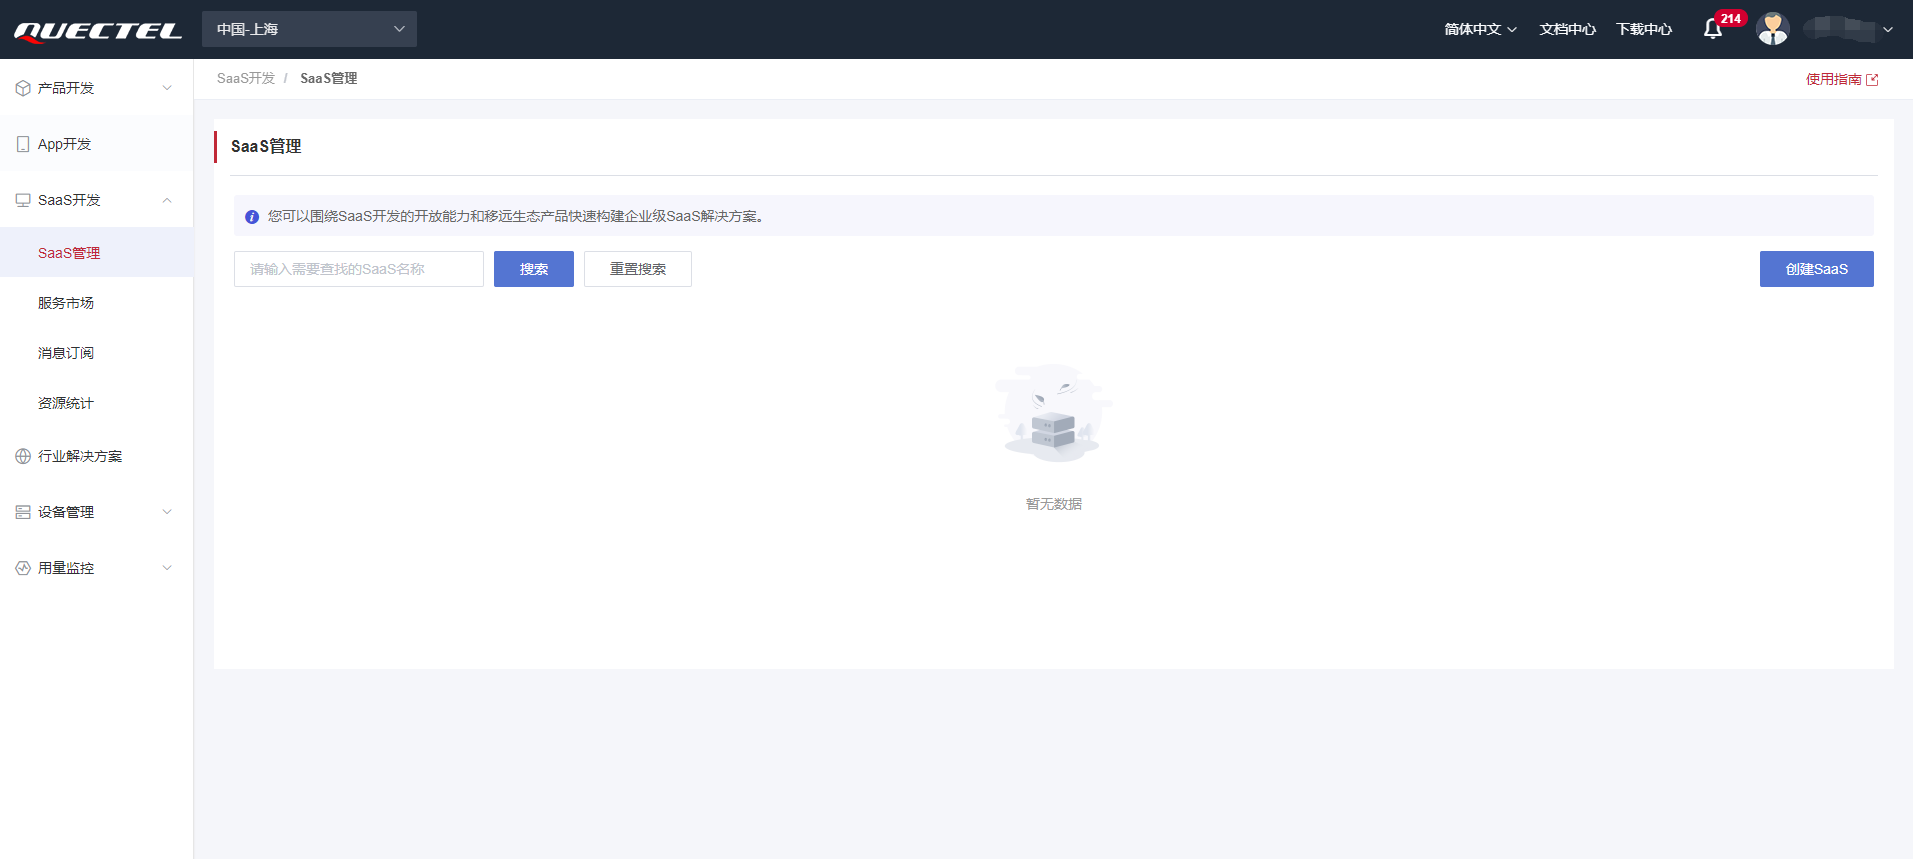 QUECTEL
中国-上海
简体中文
文档中心
下载中心
214
产品开发
App开发
SaaS开发
SaaS管理
服务市场
消息订阅
资源统计
行业解决方案
设备管理
用量监控
SaaS开发 / SaaS管理
使用指南
SaaS管理
您可以围绕SaaS开发的开放能力和移远生态产品快速构建企业级SaaS解决方案。
请输入需要查找的SaaS名称
搜索
重置搜索
创建SaaS
暂无数据